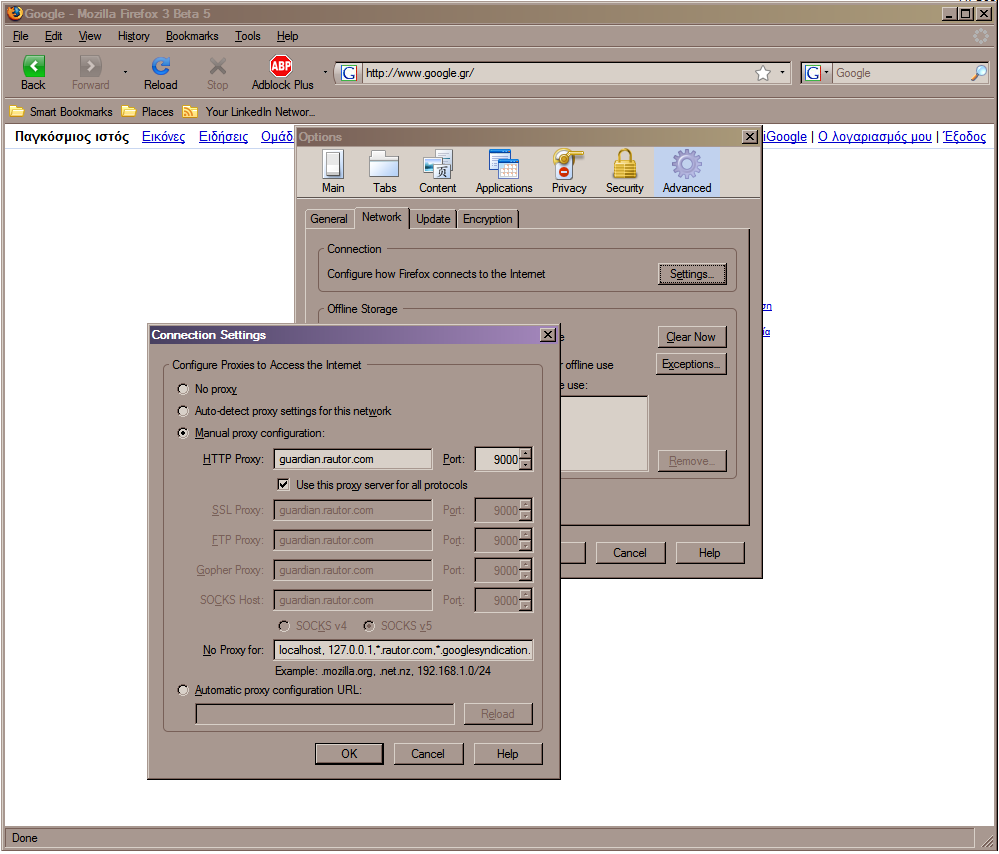 Google - Mozilla Firefox 3 Beta 5
File Edit View History Bookmarks Tools Help
ABP
Back Forward Reload Stop Adblock Plus G http://www.google.gr/ G Google
Smart Bookmarks Places Your LinkedIn Networ...
Παγκόσμιος ιστός Εικόνες Ειδήσεις Ομάδ iGoogle | Ο λογαριασμός μου | Έξοδος
Options
Main Tabs Content Applications Privacy Security Advanced
General Network Update Encryption
Connection
Configure how Firefox connects to the Internet Settings...
Offline Storage
Clear Now
r offline use Exceptions...
e use:
Remove...
Cancel Help
Connection Settings
Configure Proxies to Access the Internet
No proxy
Auto-detect proxy settings for this network
Manual proxy configuration:
HTTP Proxy: guardian.rautor.com Port: 9000
Use this proxy server for all protocols
SSL Proxy: guardian.rautor.com Port: 9000
FTP Proxy: guardian.rautor.com Port: 9000
Gopher Proxy: guardian.rautor.com Port: 9000
SOCKS Host: guardian.rautor.com Port: 9000
SOCKS v4 SOCKS v5
No Proxy for: localhost, 127.0.0.1,*.rautor.com,*.googlesyndication.
Example: .mozilla.org, .net.nz, 192.168.1.0/24
Automatic proxy configuration URL:
Reload
OK Cancel Help
Done